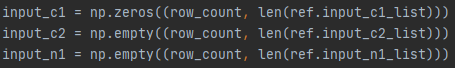 input_c1 = np.zeros((row_count, len(ref.input_c1_list)))
input_c2 = np.empty((row_count, len(ref.input_c2_list)))
input_n1 = np.empty((row_count, len(ref.input_n1_list)))